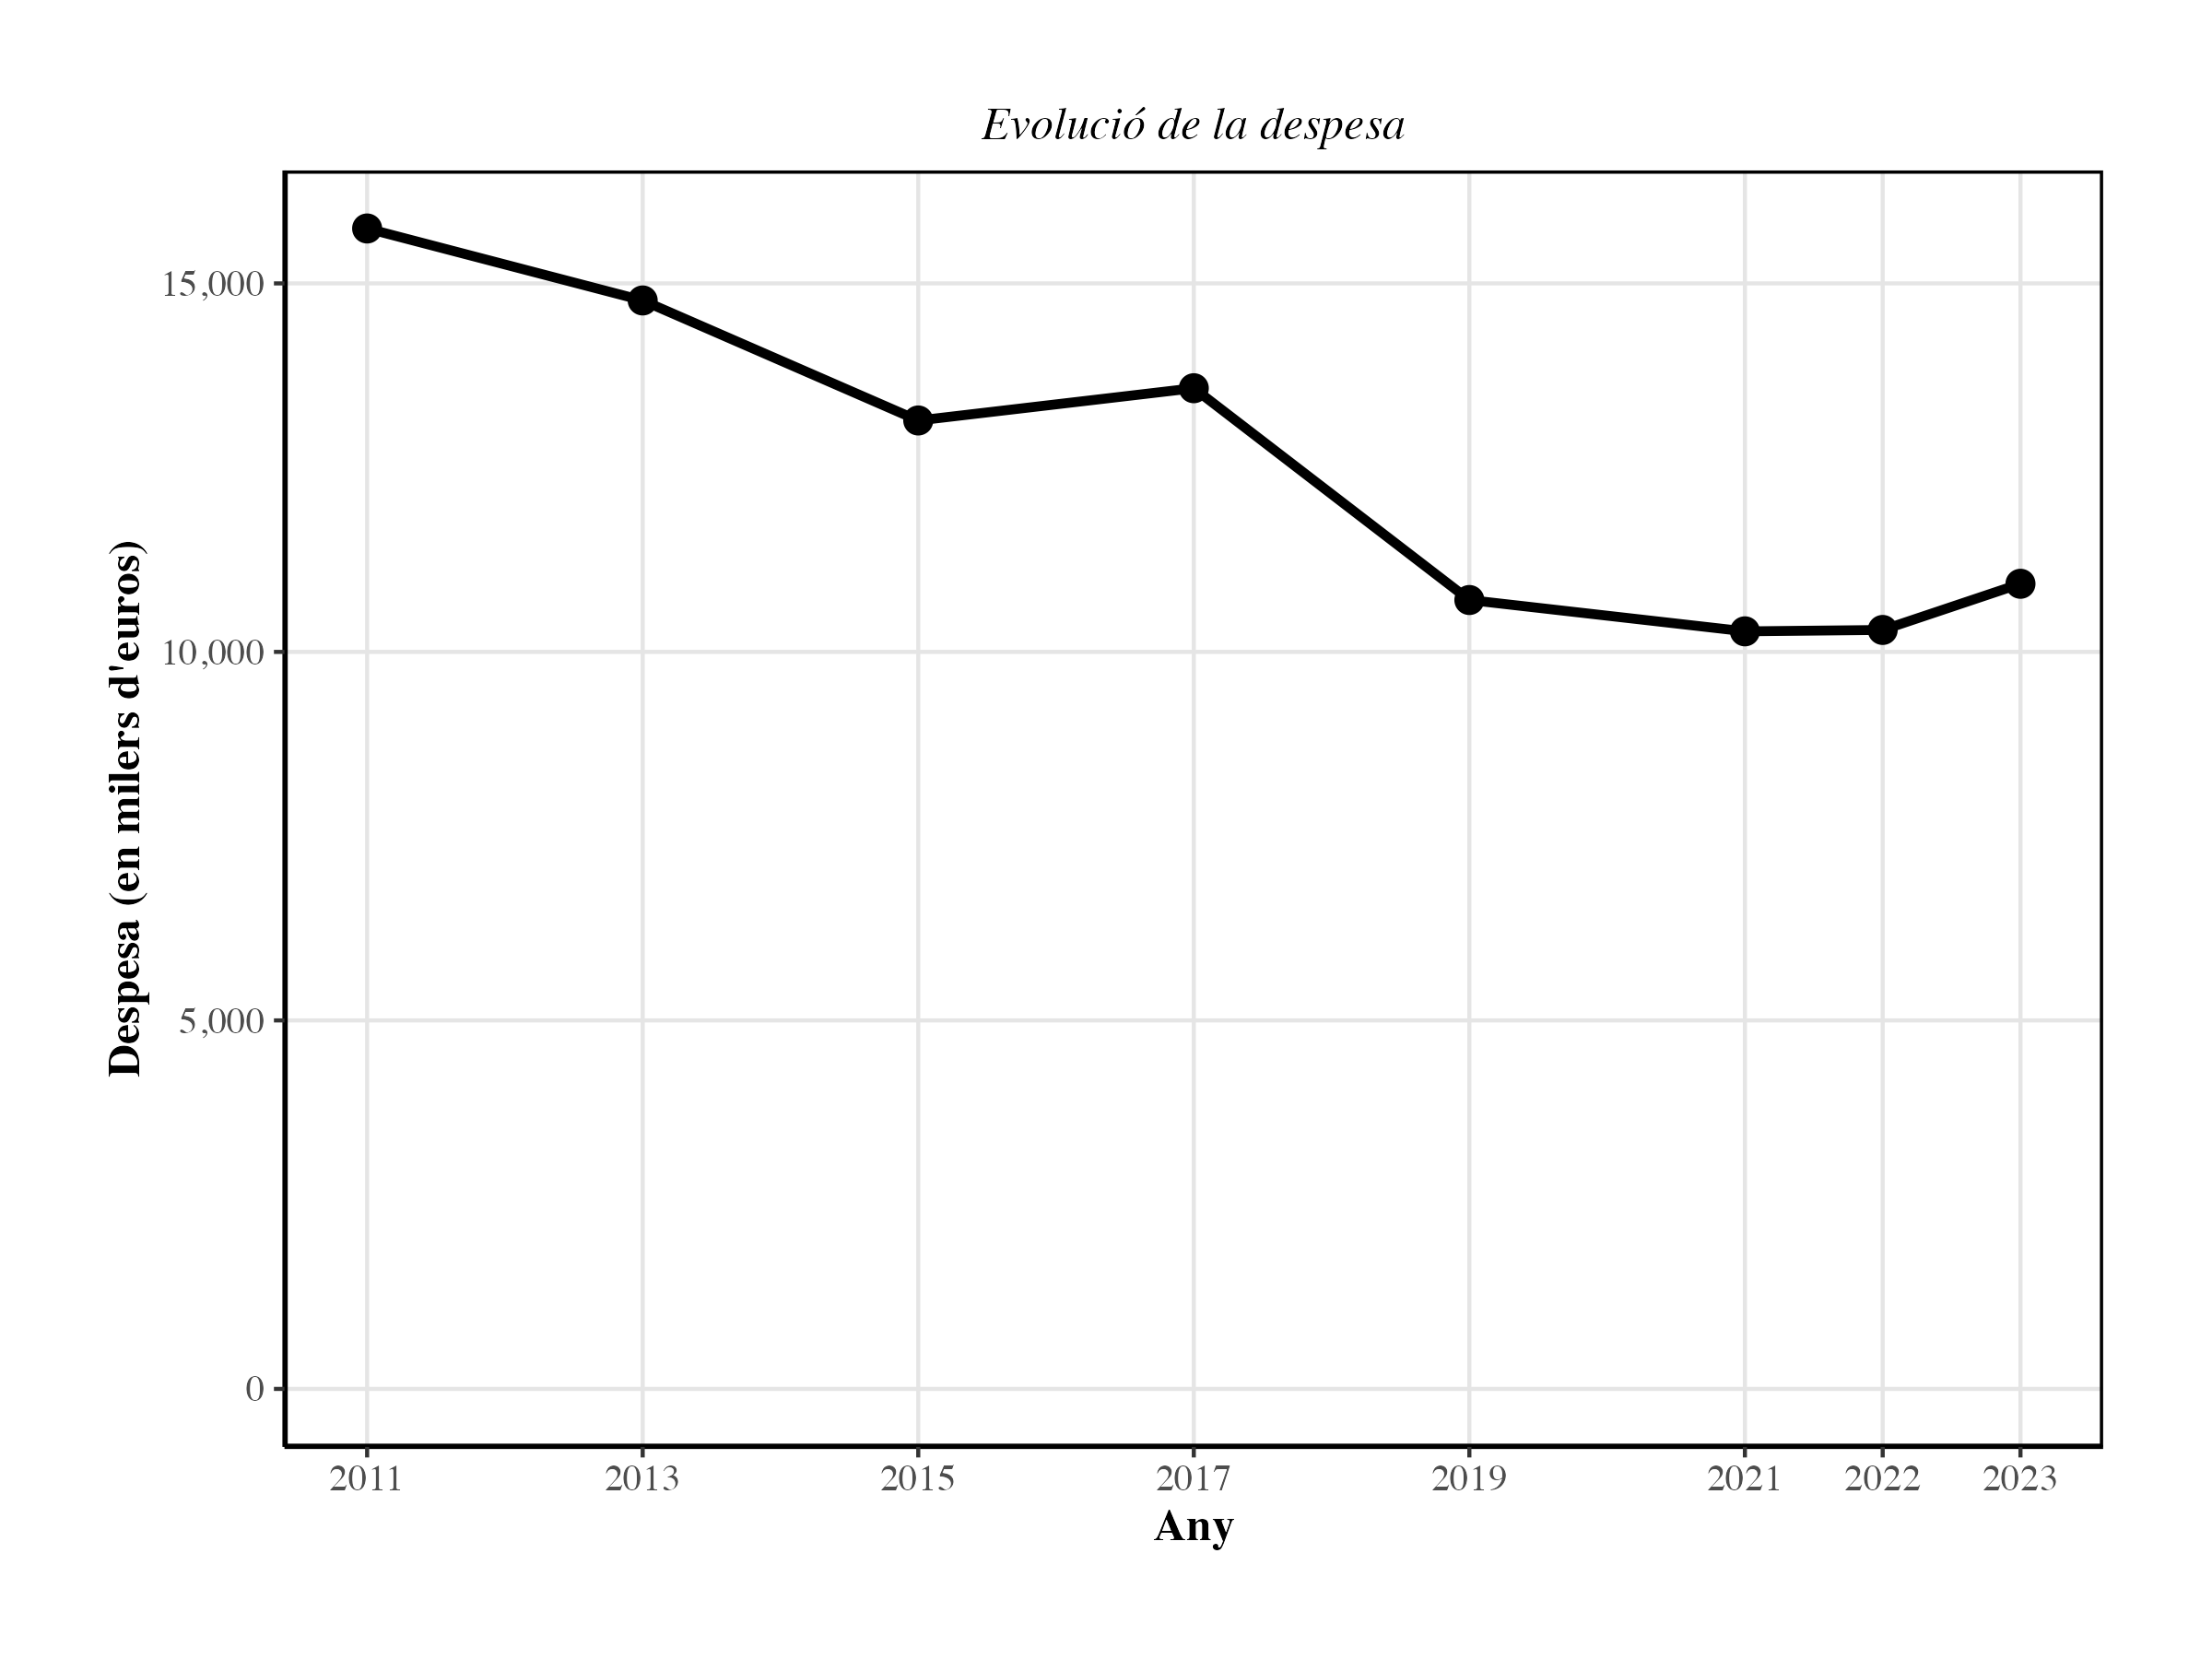 Evolució de la despesa
Despesa (en milers d'euros)
15,000
10,000
5,000
0
2011 2013 2015 2017 2019 2021 2022 2023
Any